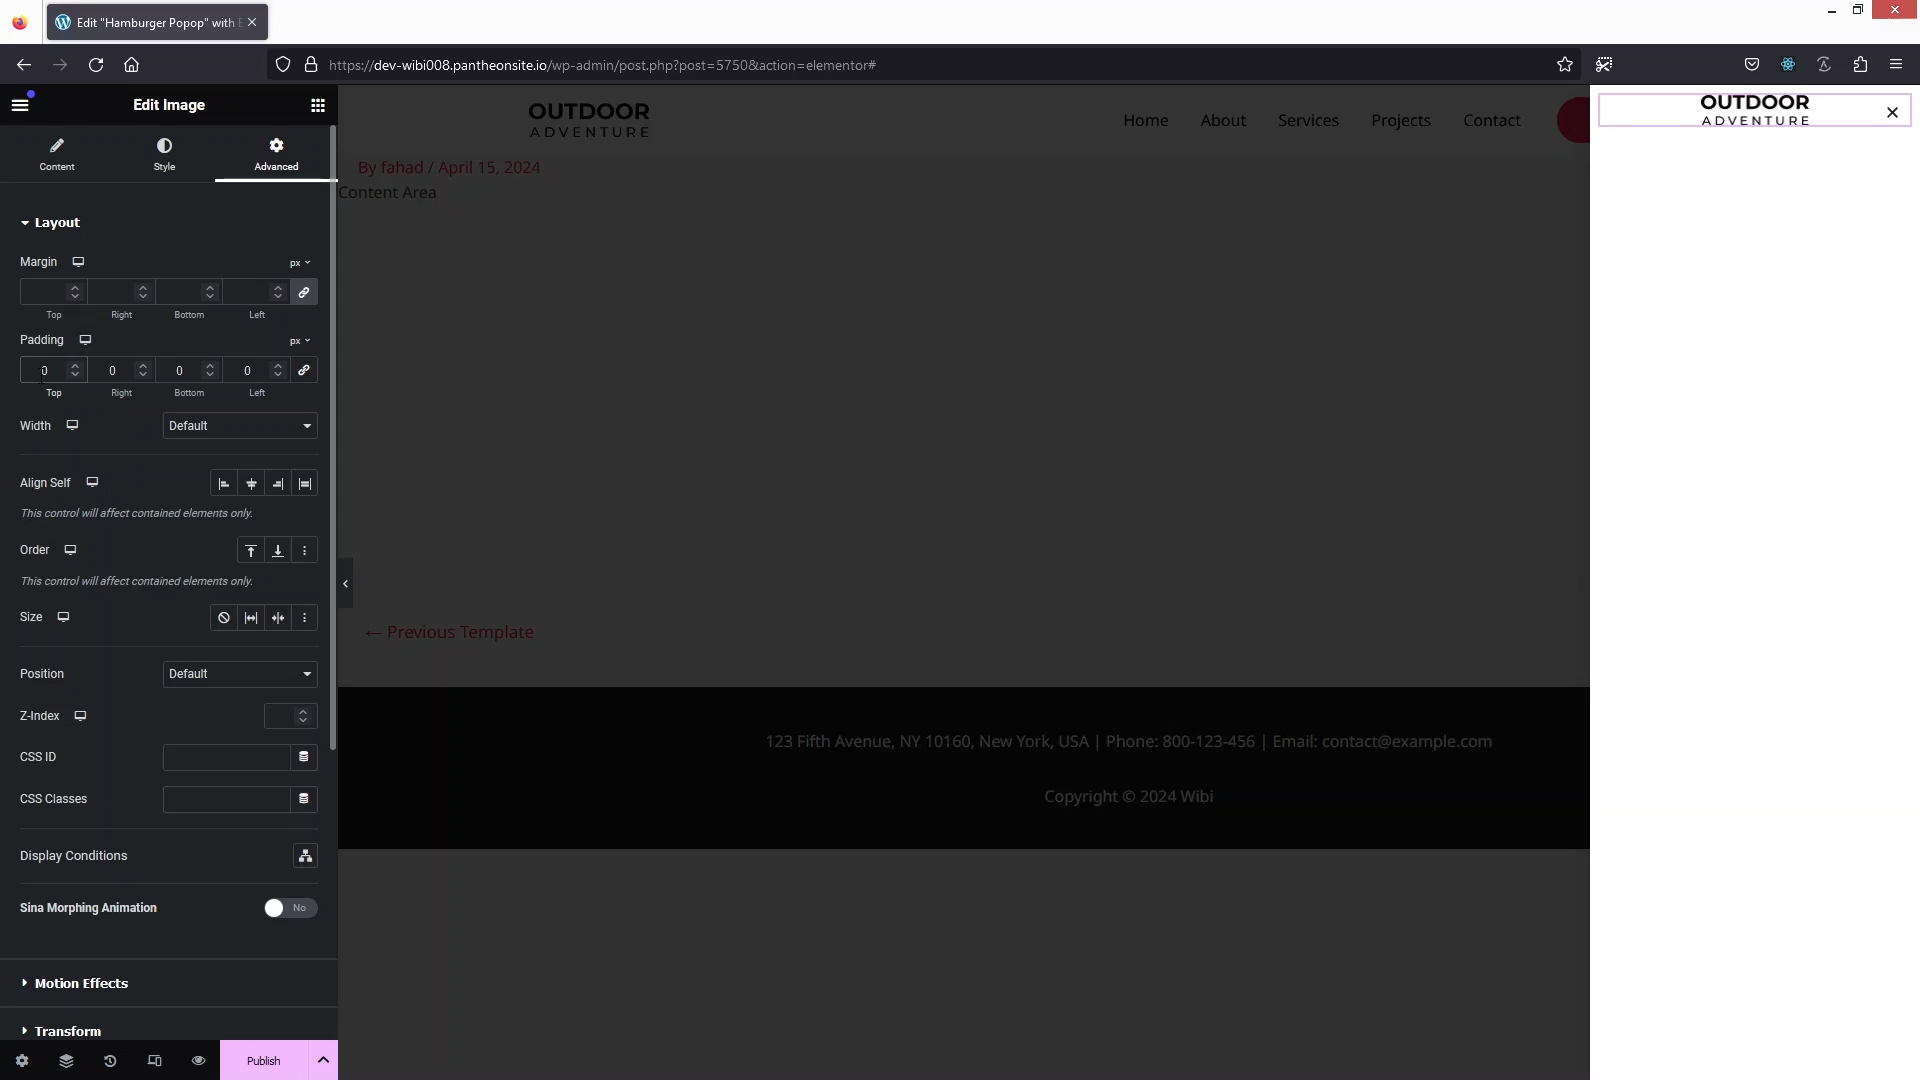 Edit "Hamburger Popop" with E
https://dev-wibi008.pantheonsite.io/wp-admin/post.php?post=5750&action=elementor#
Edit Image
Content
Style
Advanced
Layout
Margin
px
Top Right Bottom Left
Padding
px
0 0 0 0
Top Right Bottom Left
Width
Default
Align Self
This control will affect contained elements only.
Order
This control will affect contained elements only.
Size
Position
Default
Z-Index
CSS ID
CSS Classes
Display Conditions
Sina Morphing Animation
No
Motion Effects
Transform
Publish
OUTDOOR
ADVENTURE
Home About Services Projects Contact
By fahad / April 15, 2024
Content Area
← Previous Template
123 Fifth Avenue, NY 10160, New York, USA | Phone: 800-123-456 | Email: contact@example.com
Copyright © 2024 Wibi
OUTDOOR
ADVENTURE